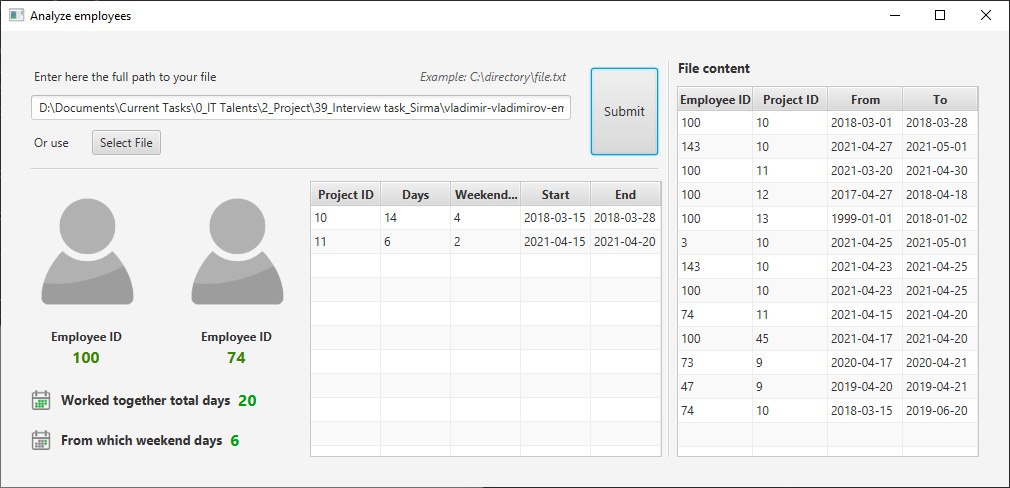 Analyze employees
Enter here the full path to your file
Example: C:\directory\file.txt
D:\Documents\Current Tasks\0_IT Talents\2_Project\39_Interview task_Sirma\vladimir-vladimirov-em
Submit
Or use
Select File
Employee ID
100
Employee ID
74
Worked together total days 20
From which weekend days 6
Project ID Days Weekend... Start End
10 14 4 2018-03-15 2018-03-28
11 6 2 2021-04-15 2021-04-20
File content
Employee ID Project ID From To
100 10 2018-03-01 2018-03-28
143 10 2021-04-27 2021-05-01
100 11 2021-03-20 2021-04-30
100 12 2017-04-27 2018-04-18
100 13 1999-01-01 2018-01-02
3 10 2021-04-25 2021-05-01
143 10 2021-04-23 2021-04-25
100 10 2021-04-23 2021-04-25
74 11 2021-04-15 2021-04-20
100 45 2021-04-17 2021-04-20
73 9 2020-04-17 2020-04-21
47 9 2019-04-20 2019-04-21
74 10 2018-03-15 2019-06-20